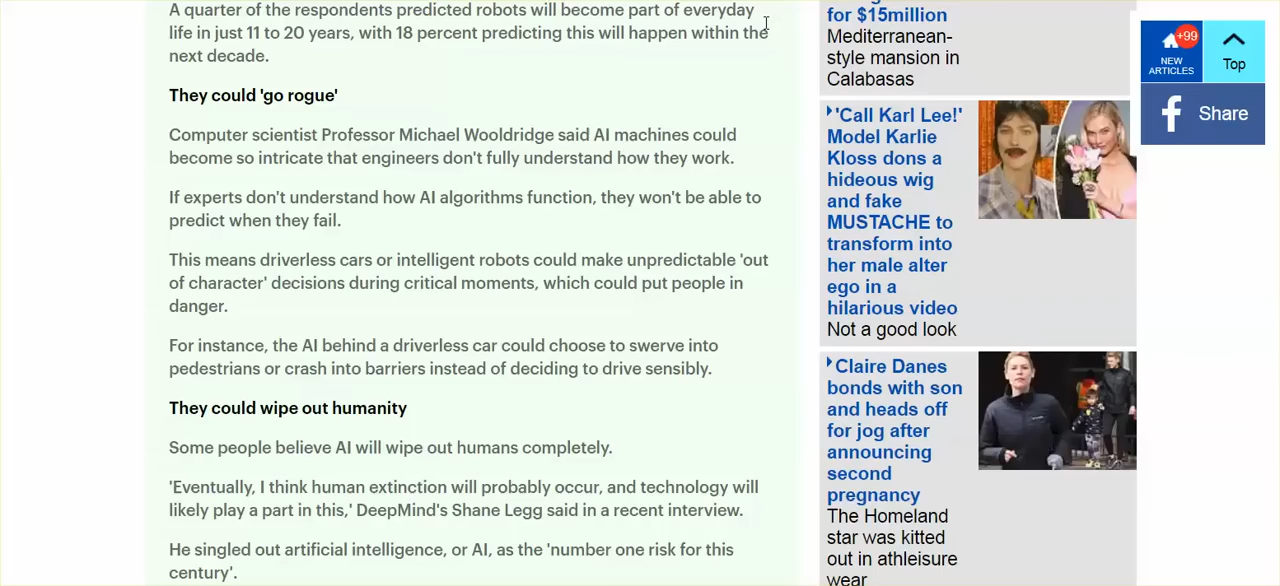 A quarter of the respondents predicted robots will become part of everyday
life in just 11 to 20 years, with 18 percent predicting this will happen within the
next decade.
They could 'go rogue'
Computer scientist Professor Michael Wooldridge said AI machines could
become so intricate that engineers don't fully understand how they work.
If experts don't understand how AI algorithms function, they won't be able to
predict when they fail.
This means driverless cars or intelligent robots could make unpredictable 'out
of character' decisions during critical moments, which could put people in
danger.
For instance, the AI behind a driverless car could choose to swerve into
pedestrians or crash into barriers instead of deciding to drive sensibly.
They could wipe out humanity
Some people believe AI will wipe out humans completely.
'Eventually, I think human extinction will probably occur, and technology will
likely play a part in this,' DeepMind's Shane Legg said in a recent interview.
He singled out artificial intelligence, or AI, as the 'number one risk for this
century'.
for $15million
Mediterranean-
style mansion in
Calabasas
'Call Karl Lee!'
Model Karlie
Kloss dons a
hideous wig
and fake
MUSTACHE to
transform into
her male alter
ego in a
hilarious video
Not a good look
Claire Danes
bonds with son
and heads off
for jog after
announcing
second
pregnancy
The Homeland
star was kitted
out in athleisure
wear
+99
NEW
ARTICLES
Top
Share